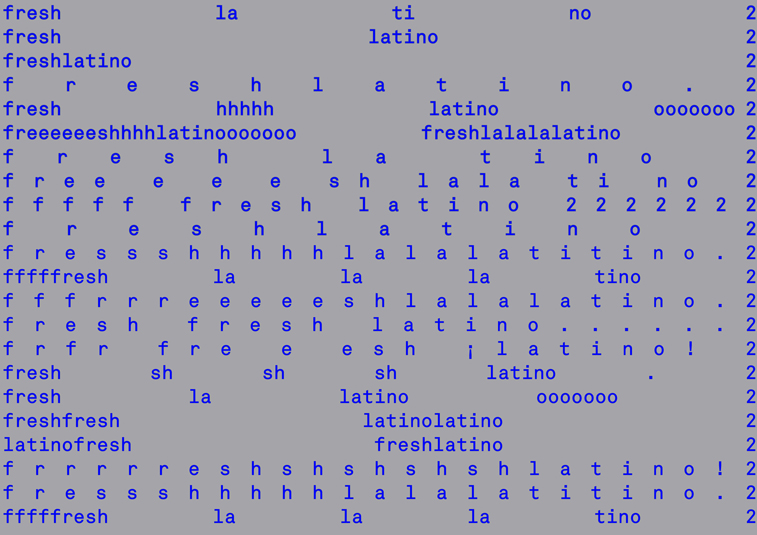 fresh la ti no 2
fresh latino 2
freshlatino 2
f r e s h l a t i n o . 2
fresh hhhhh latino ooooooo 2
freeeeeeshhhhlatinooooooo freshlalalalatino 2
f r e s h l a t i n o 2
f r e e e e e s h l a l a t i n o 2
f f f f f f r e s h l a t i n o 2 2 2 2 2 2 2
f r e s h l a t i n o 2
f r e s s s h h h h h l a l a l a t i t i n o . 2
fffffresh la la la tino 2
f f f r r r e e e e e s h l a l a l a t i n o . 2
f r e s h f r e s h l a t i n o . . . . . . 2
f r f r f r e e e s h ¡ l a t i n o ! 2
fresh sh sh sh latino . 2
fresh la latino ooooooo 2
freshfresh latinolatino 2
latinofresh freshlatino 2
f r r r r r e s h s h s h s h s h l a t i n o ! 2
f r e s s s h h h h h l a l a l a t i t i n o . 2
fffffresh la la la tino 2